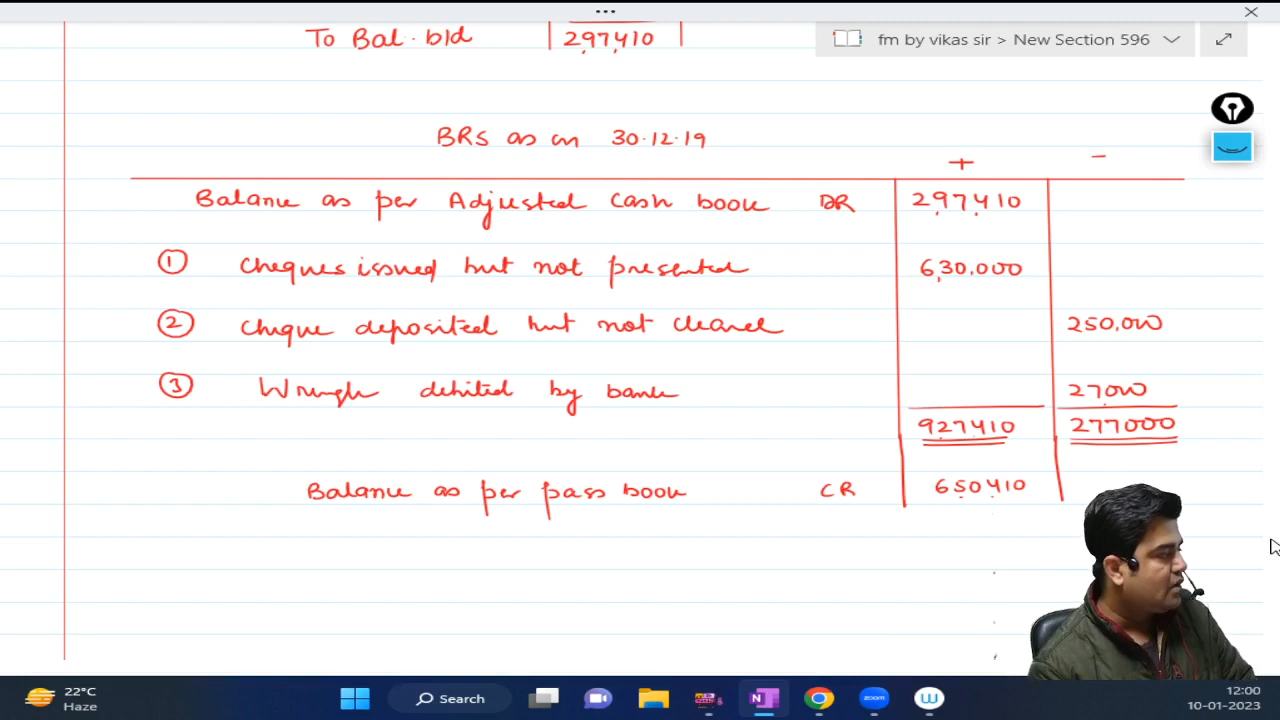 To Bal. b/d 297410
fm by vikas sir > New Section 596
BRS as on 30.12.19
+ -
Balance as per Adjusted Cash book DR 297410
1 Cheques issued but not presented 630,000
2 Cheque deposited but not cleared 250,000
3 Wrongly debited by bank 27000
927410 277000
Balance as per pass book CR 650410
22°C
Haze
Search
12:00
10-01-2023